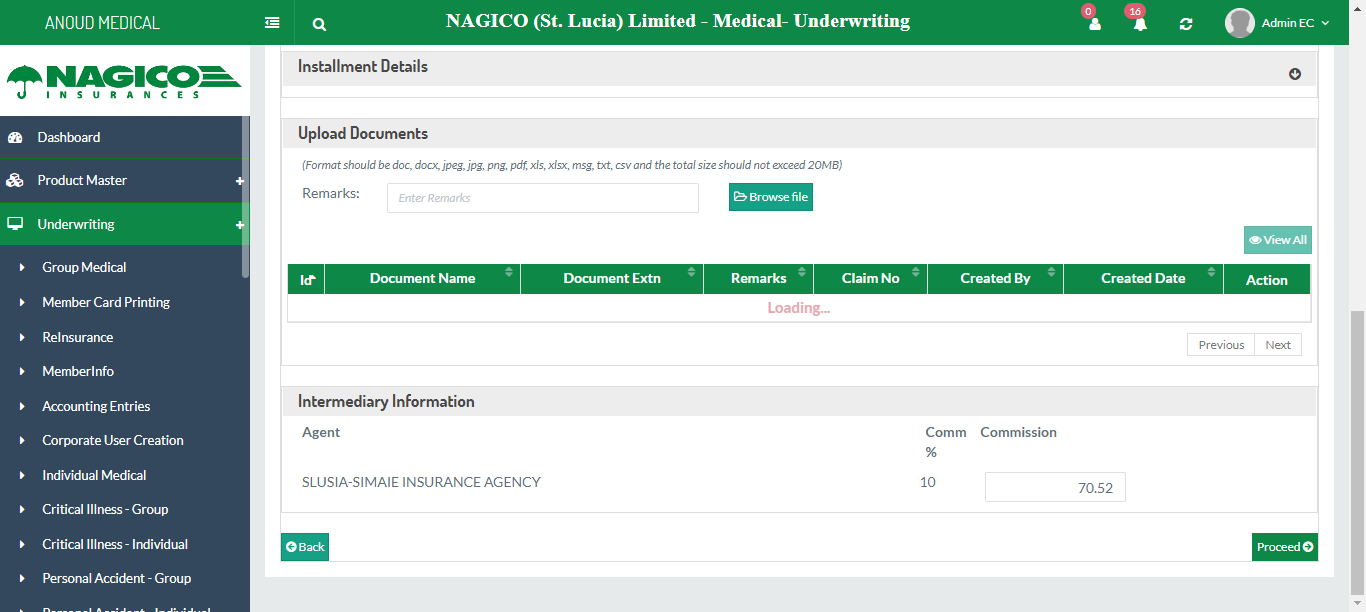 ANOUD MEDICAL
NAGICO (St. Lucia) Limited - Medical- Underwriting
0
16
Admin EC
NAGICO
INSURANCES
Dashboard
Product Master +
Underwriting +
Group Medical
Member Card Printing
ReInsurance
MemberInfo
Accounting Entries
Corporate User Creation
Individual Medical
Critical Illness - Group
Critical Illness - Individual
Personal Accident - Group
Personal Accident - Individual
Installment Details
Upload Documents
(Format should be doc, docx, jpeg, jpg, png, pdf, xls, xlsx, msg, txt, csv and the total size should not exceed 20MB)
Remarks: Enter Remarks Browse file
View All
Id Document Name Document Extn Remarks Claim No Created By Created Date Action
Loading...
Previous Next
Intermediary Information
Agent Comm % Commission
SLUSIA-SIMAIE INSURANCE AGENCY 10 70.52
Back Proceed